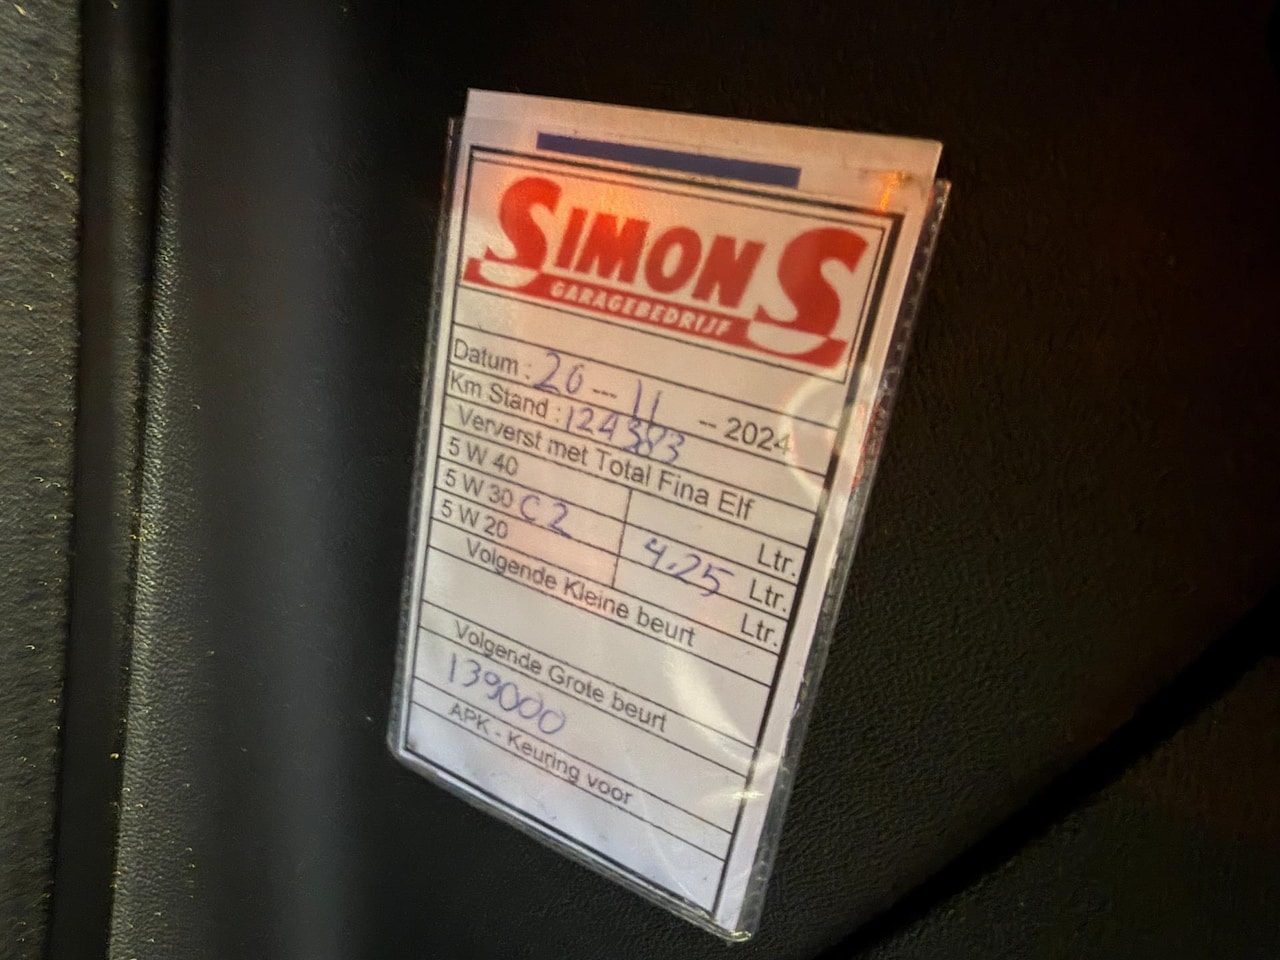 SIMONS
GARAGEBEDRIJF
Datum : 20 -- 11 -- 2024
Km Stand : 124383
Ververst met Total Fina Elf
5 W 40 Ltr.
5 W 30 C2 4.25 Ltr.
5 W 20 Ltr.
Volgende Kleine beurt
Volgende Grote beurt
139000
APK - Keuring voor